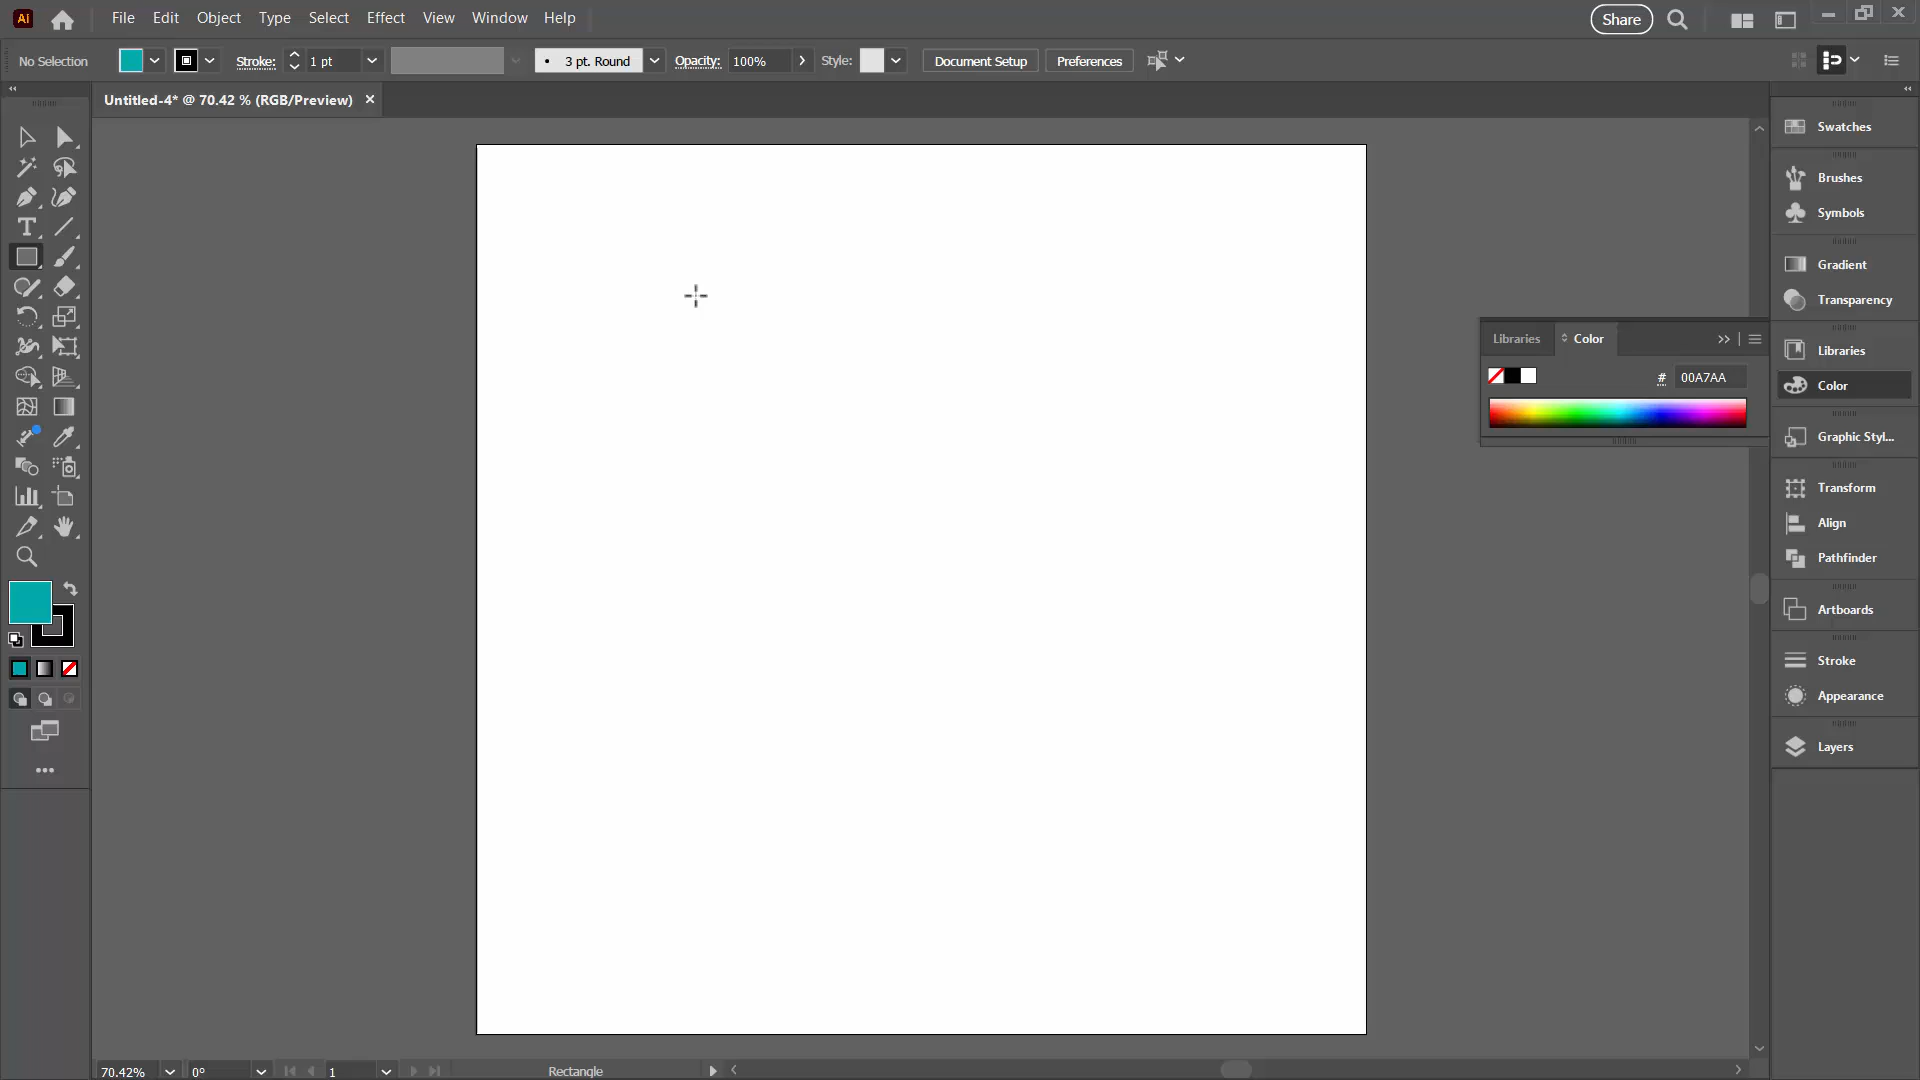 Ai File Edit Object Type Select Effect View Window Help Share
No Selection Stroke: 1 pt 3 pt. Round Opacity: 100% Style: Document Setup Preferences
Untitled-4* @ 70.42 % (RGB/Preview)
Swatches
Brushes
Symbols
Gradient
Transparency
Libraries Color
Libraries
# 00A7AA
Color
Graphic Styl...
Transform
Align
Pathfinder
Artboards
Stroke
Appearance
Layers
70.42% 0° 1 Rectangle